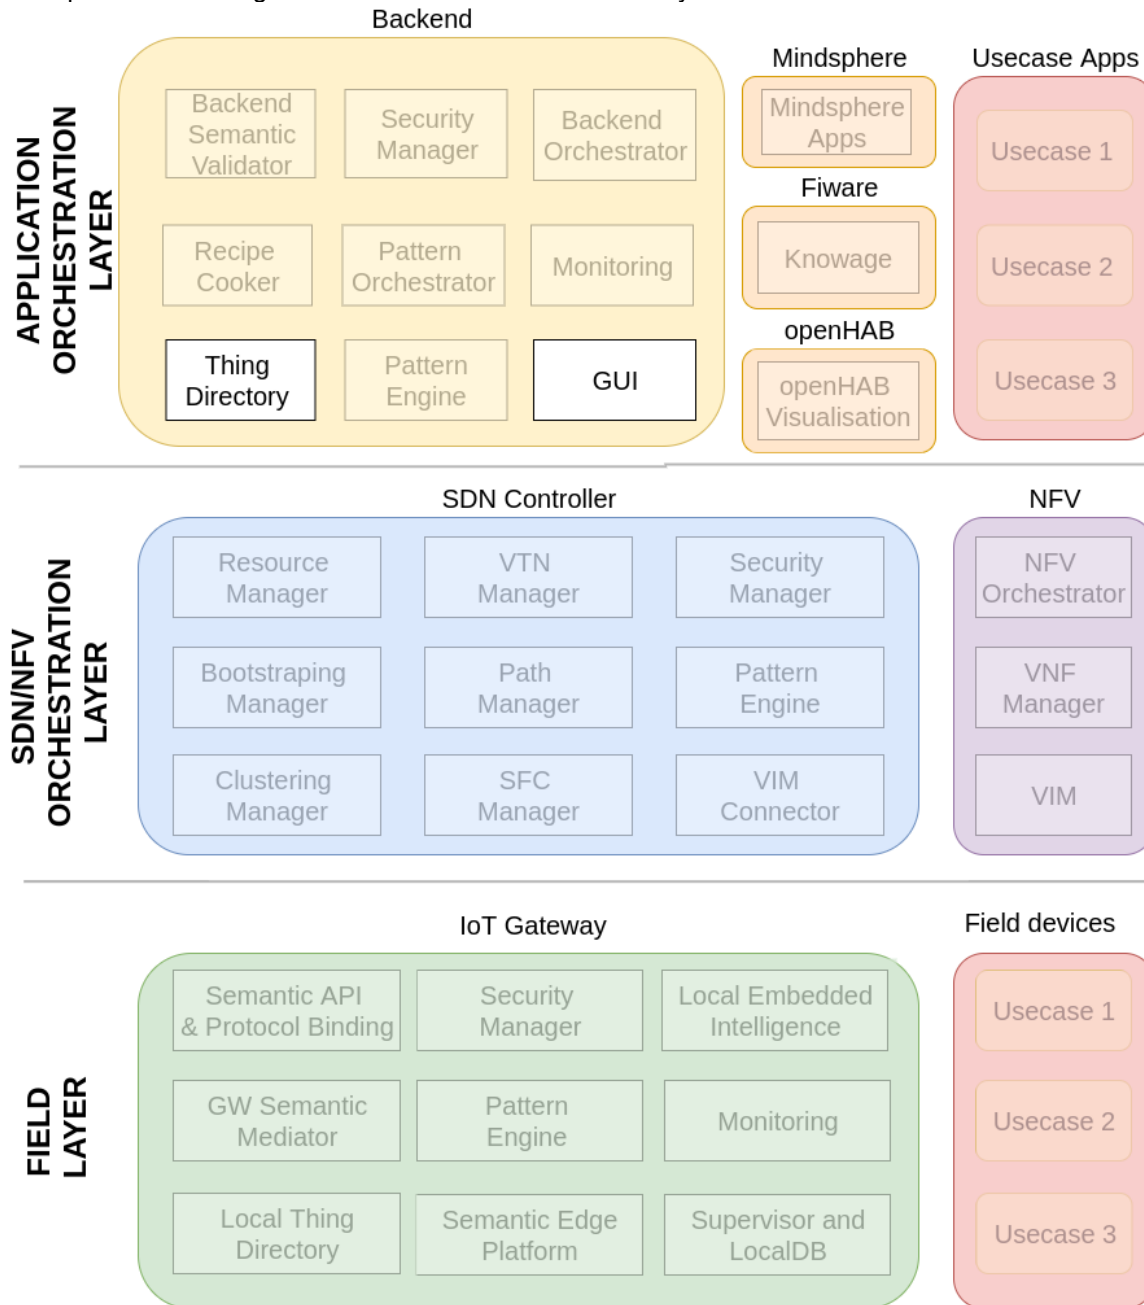 Backend
Mindsphere
Usecase Apps
APPLICATION
ORCHESTRATION
LAYER
Backend
Semantic
Validator
Security
Manager
Backend
Orchestrator
Mindsphere
Apps
Usecase 1
Fiware
Recipe
Cooker
Pattern
Orchestrator
Monitoring
Knowage
Usecase 2
openHAB
Thing
Directory
Pattern
Engine
GUI
openHAB
Visualisation
Usecase 3
SDN Controller
NFV
SDN/NFV
ORCHESTRATION
LAYER
Resource
Manager
VTN
Manager
Security
Manager
NFV
Orchestrator
Bootstraping
Manager
Path
Manager
Pattern
Engine
VNF
Manager
Clustering
Manager
SFC
Manager
VIM
Connector
VIM
IoT Gateway
Field devices
FIELD
LAYER
Semantic API
& Protocol Binding
Security
Manager
Local Embedded
Intelligence
Usecase 1
GW Semantic
Mediator
Pattern
Engine
Monitoring
Usecase 2
Local Thing
Directory
Semantic Edge
Platform
Supervisor and
LocalDB
Usecase 3